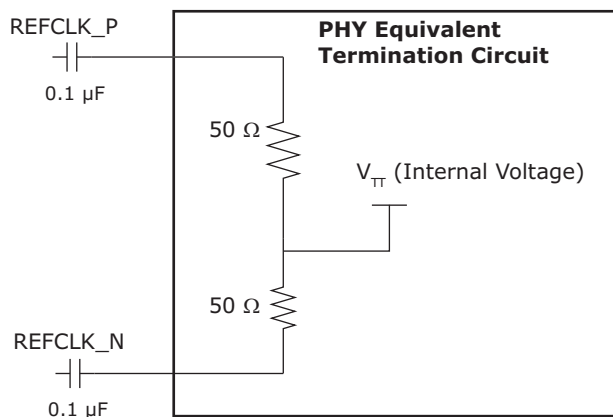 REFCLK_P
0.1 µF
PHY Equivalent
Termination Circuit
50 Ω
V_TT (Internal Voltage)
50 Ω
REFCLK_N
0.1 µF